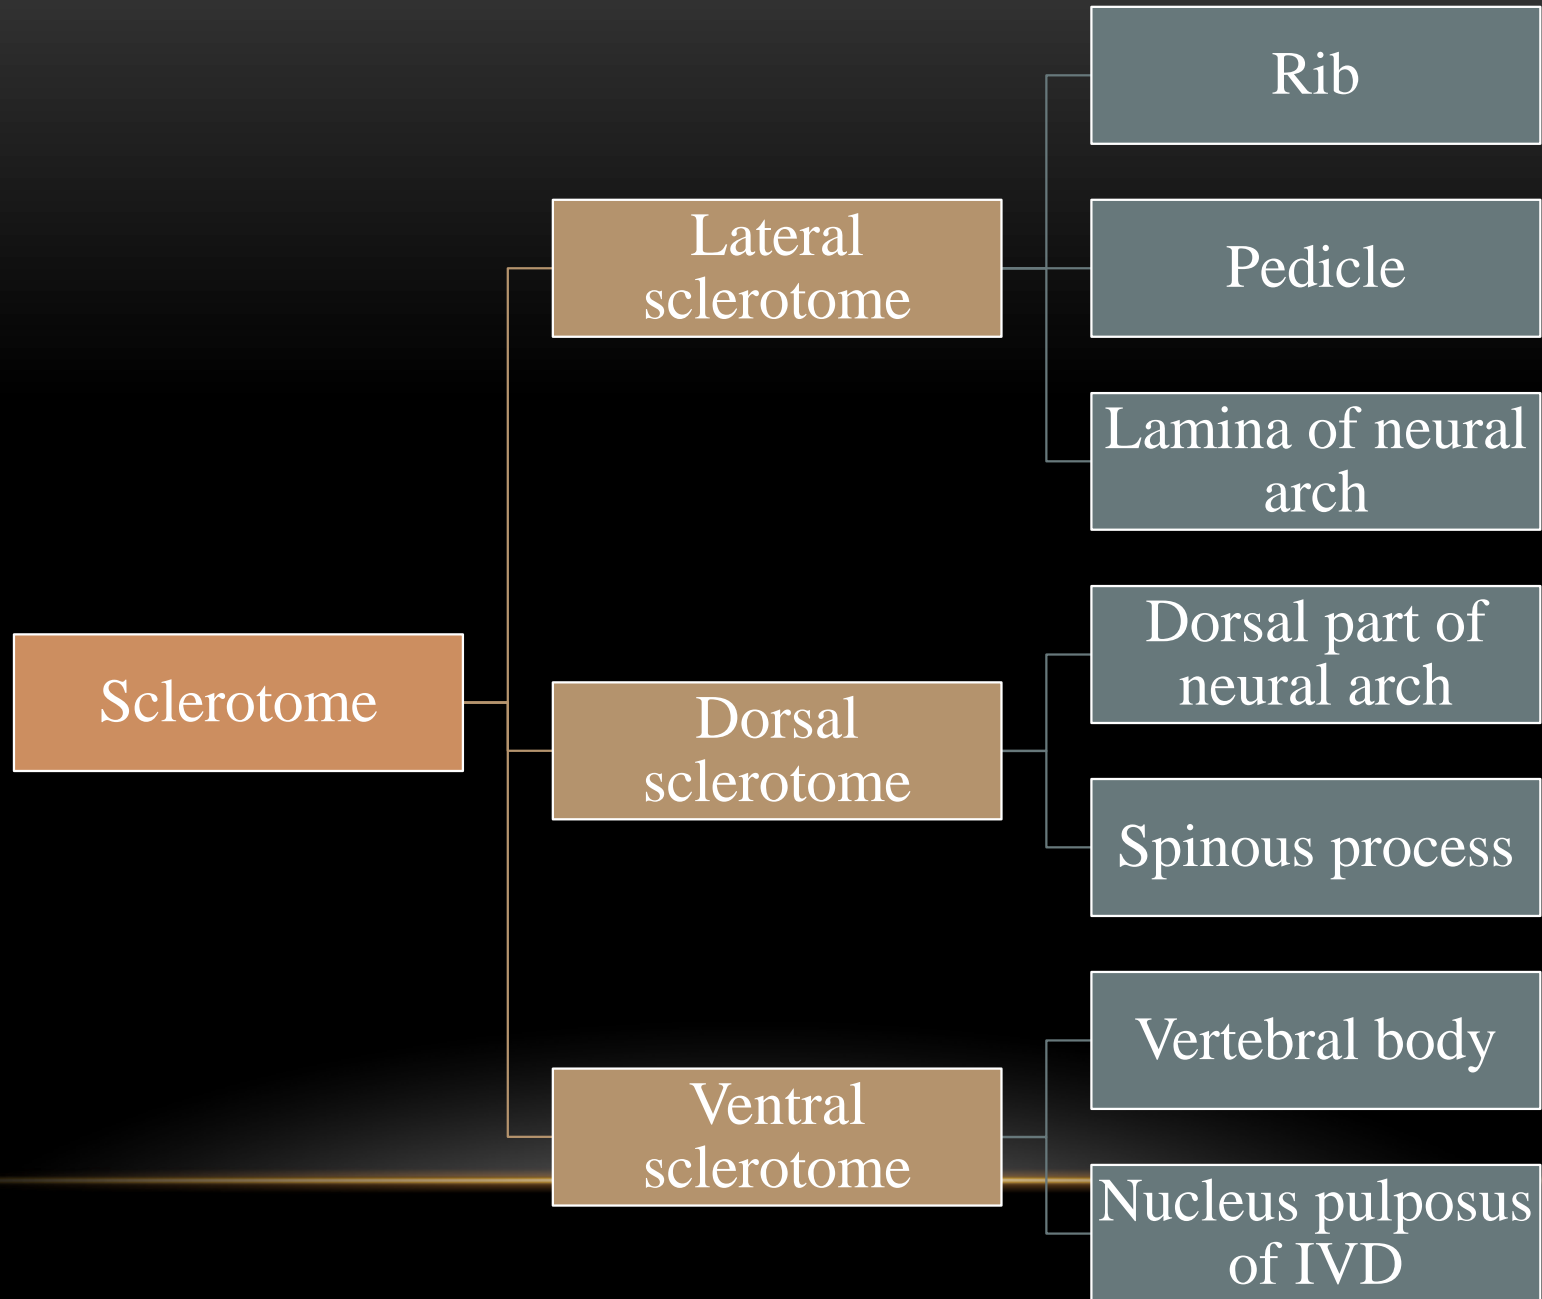 Sclerotome
Lateral
sclerotome
Rib
Pedicle
Lamina of neural
arch
Dorsal
sclerotome
Dorsal part of
neural arch
Spinous process
Ventral
sclerotome
Vertebral body
Nucleus pulposus
of IVD